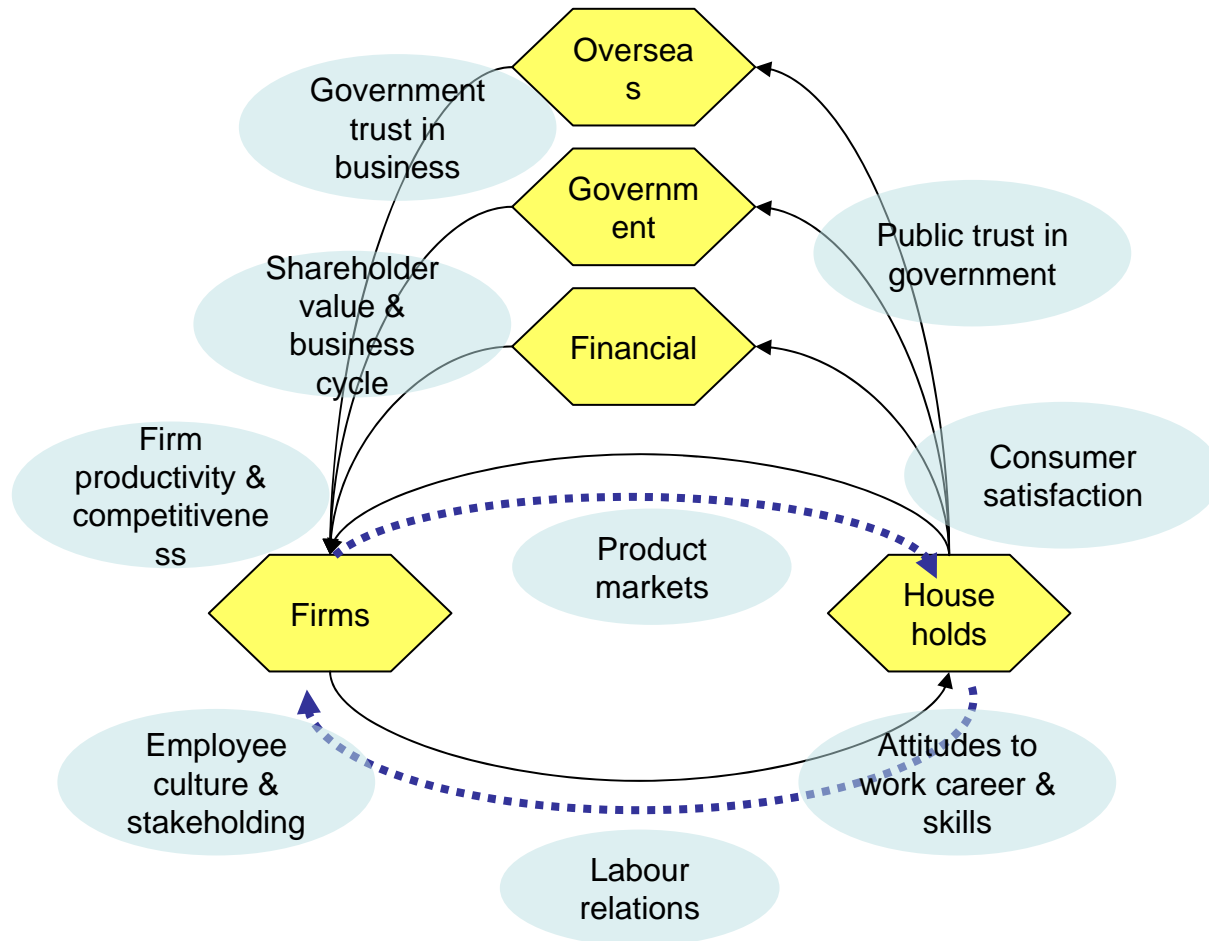 Oversea
s
Government
trust in
business
Governm
ent
Public trust in
government
Shareholder
value &
business
cycle
Financial
Firm
productivity &
competitivene
ss
Consumer
satisfaction
Product
markets
Firms
House
holds
Employee
culture &
stakeholding
Attitudes to
work career &
skills
Labour
relations